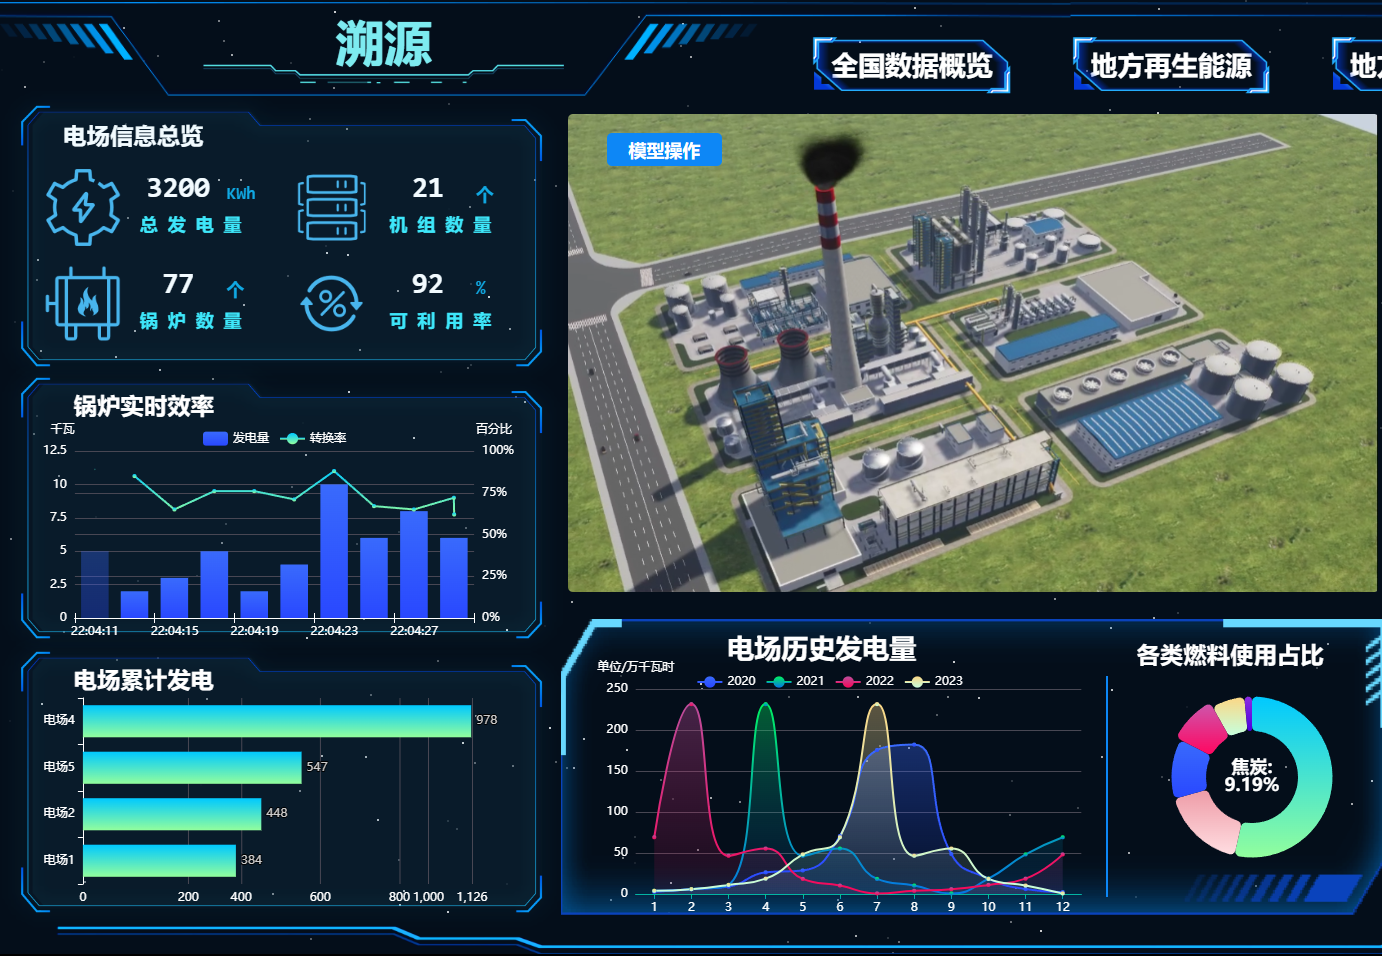 溯源
全国数据概览
地方再生能源
地方
电场信息总览
3200 KWh
总发电量
21 个
机组数量
77 个
锅炉数量
92 %
可利用率
模型操作
锅炉实时效率
千瓦
百分比
发电量 转换率
12.5
10
7.5
5
2.5
0
100%
75%
50%
25%
0%
22:04:11 22:04:15 22:04:19 22:04:23 22:04:27
电场累计发电
电场4 978
电场5 547
电场2 448
电场1 384
0 200 400 600 800 1,000 1,126
电场历史发电量
单位/万千瓦时
2020 2021 2022 2023
250
200
150
100
50
0
1 2 3 4 5 6 7 8 9 10 11 12
各类燃料使用占比
焦炭:
9.19%